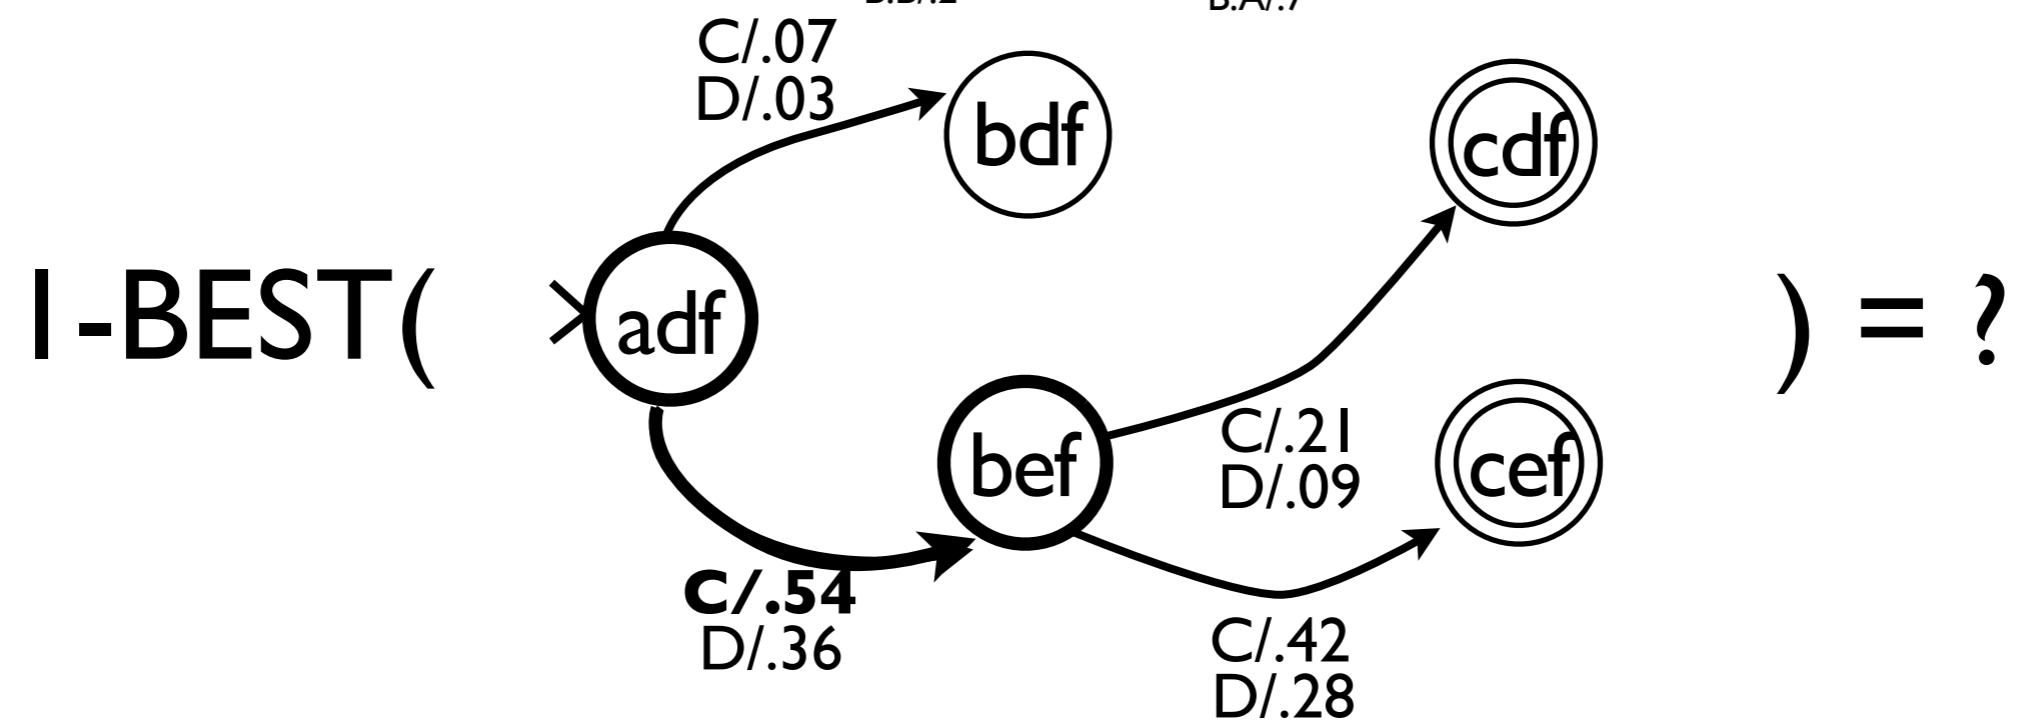 C/.07
D/.03
bdf
cdf
1-BEST(
adf
) = ?
bef
C/.21
D/.09
cef
C/.54
D/.36
C/.42
D/.28